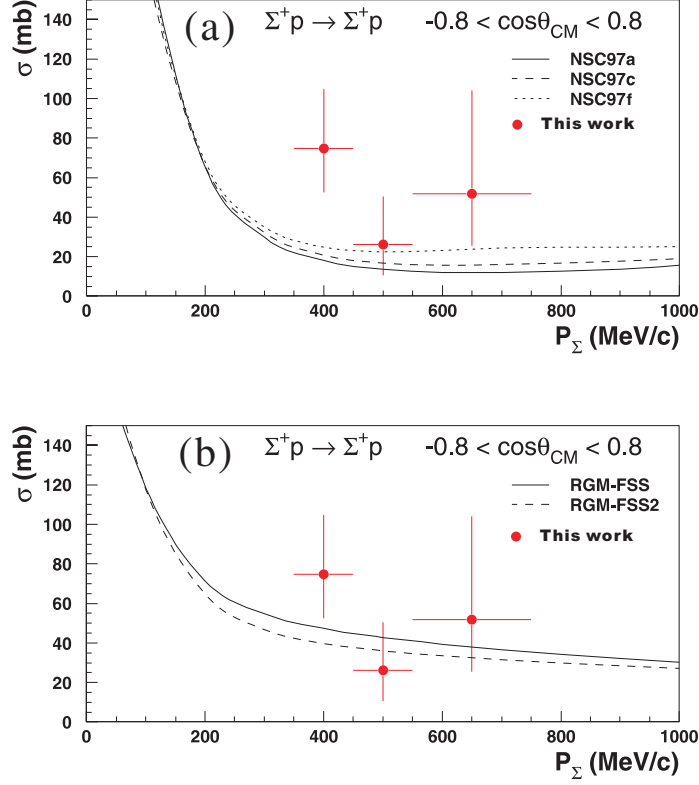 (a) Σ⁺p → Σ⁺p -0.8 < cosθ_CM < 0.8
NSC97a
NSC97c
NSC97f
This work
σ (mb)
140
120
100
80
60
40
20
0
0 200 400 600 800 1000
P_Σ (MeV/c)
(b) Σ⁺p → Σ⁺p -0.8 < cosθ_CM < 0.8
RGM-FSS
RGM-FSS2
This work
σ (mb)
140
120
100
80
60
40
20
0
0 200 400 600 800 1000
P_Σ (MeV/c)